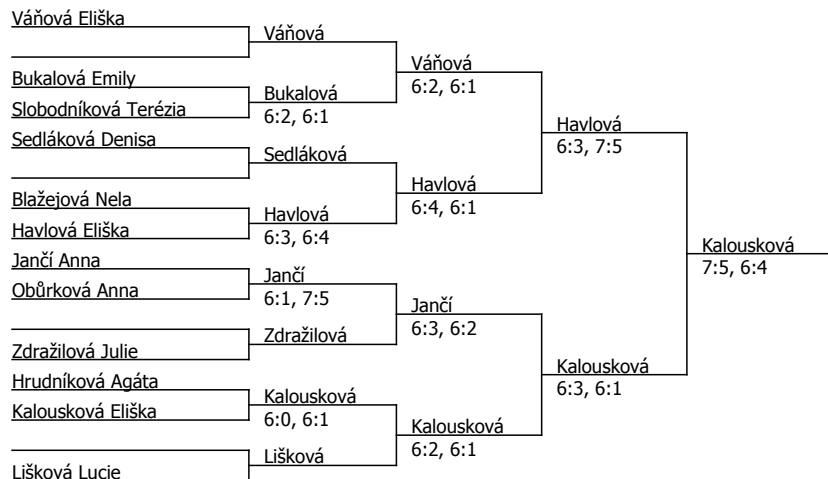 Váňová Eliška
Váňová
Váňová
6:2, 6:1
Bukalová Emily
Bukalová
6:2, 6:1
Slobodníková Terézia
Havlová
6:3, 7:5
Sedláková Denisa
Sedláková
Havlová
6:4, 6:1
Blažejová Nela
Havlová
6:3, 6:4
Havlová Eliška
Kalousková
7:5, 6:4
Jančí Anna
Jančí
6:1, 7:5
Obůrková Anna
Jančí
6:3, 6:2
Zdražilová
Zdražilová Julie
Kalousková
6:3, 6:1
Hrudníková Agáta
Kalousková
6:0, 6:1
Kalousková Eliška
Kalousková
6:2, 6:1
Lišková
Lišková Lucie